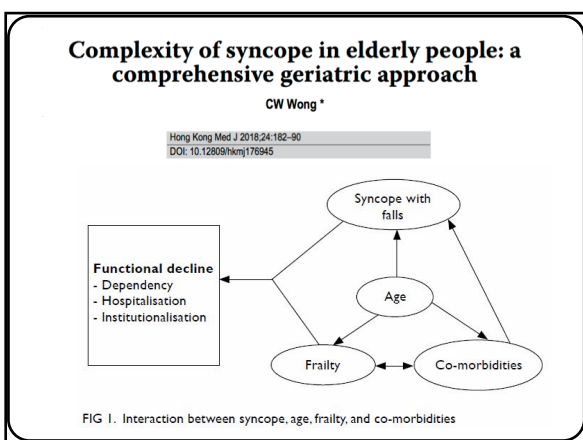 Complexity of syncope in elderly people: a
comprehensive geriatric approach
CW Wong *
Hong Kong Med J 2018;24:182–90
DOI: 10.12809/hkmj176945
Syncope with
falls
Functional decline
- Dependency
- Hospitalisation
- Institutionalisation
Age
Frailty
Co-morbidities
FIG 1. Interaction between syncope, age, frailty, and co-morbidities